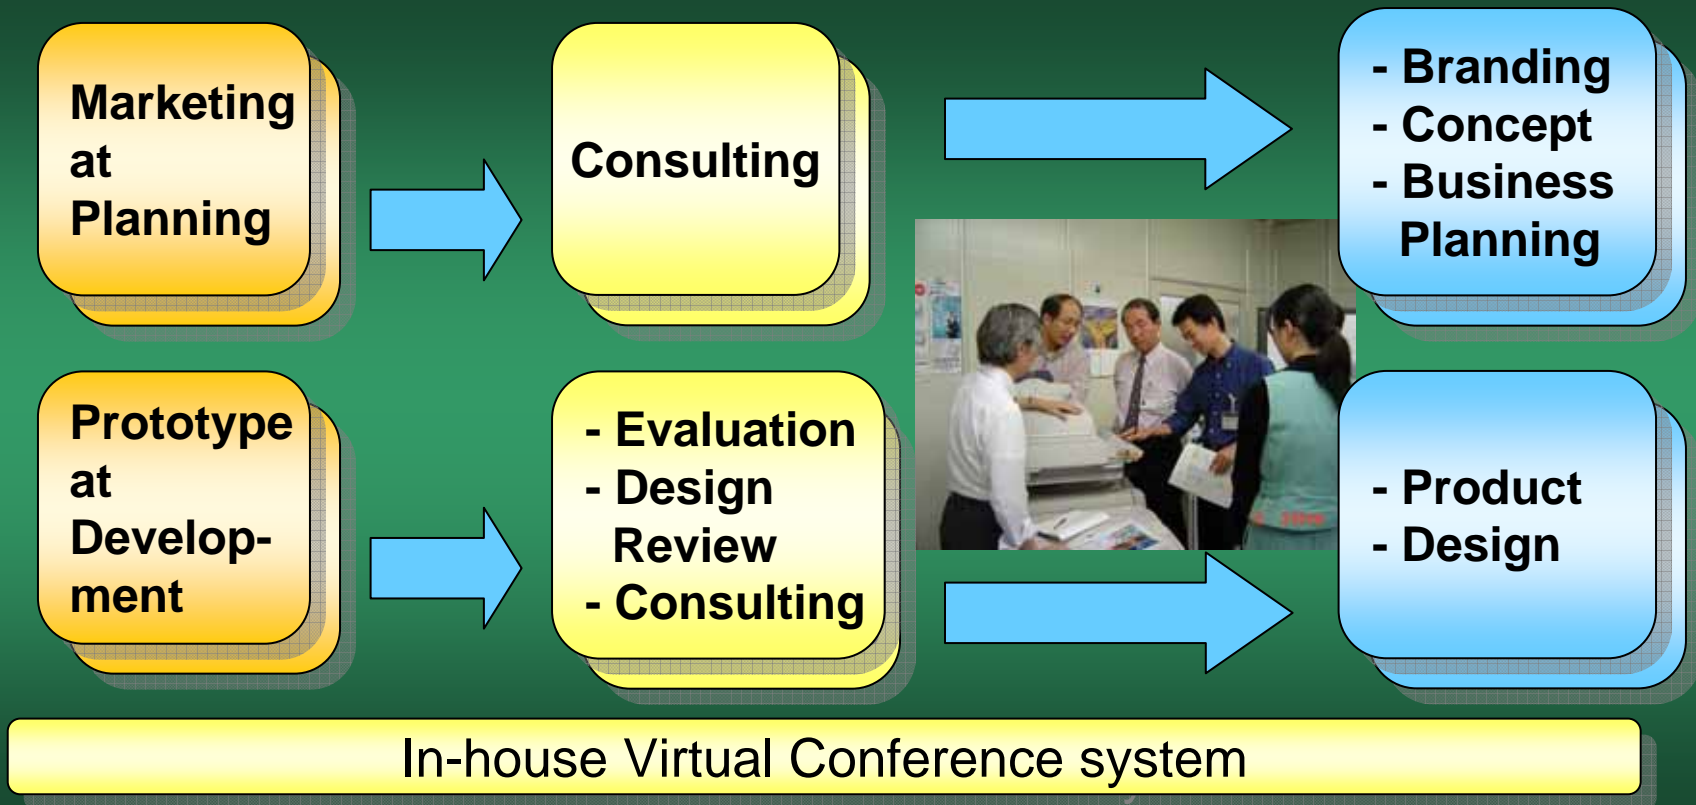 Marketing
at
Planning
Consulting
- Branding
- Concept
- Business
Planning
Prototype
at
Develop-
ment
- Evaluation
- Design
Review
- Consulting
- Product
- Design
In-house Virtual Conference system